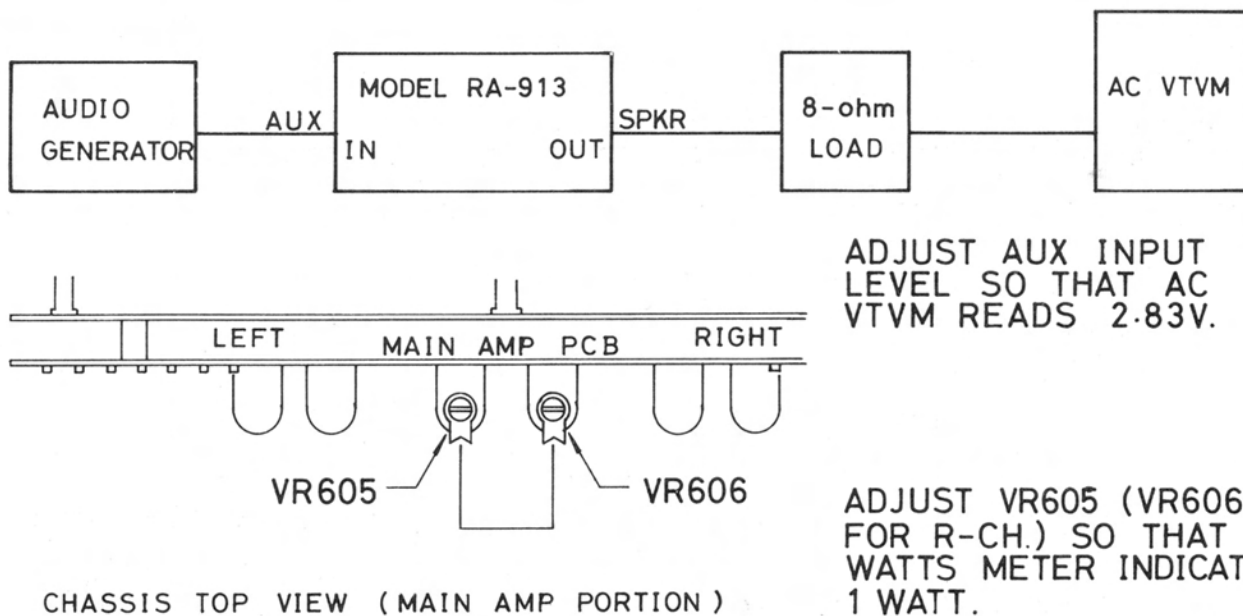 AUDIO
GENERATOR
AUX
MODEL RA-913
IN
OUT
SPKR
8-ohm
LOAD
AC VTVM
ADJUST AUX INPUT
LEVEL SO THAT AC
VTVM READS 2.83V.
LEFT
MAIN AMP PCB
RIGHT
VR605
VR606
ADJUST VR605 (VR606
FOR R-CH.) SO THAT
WATTS METER INDICAT
1 WATT.
CHASSIS TOP VIEW (MAIN AMP PORTION)